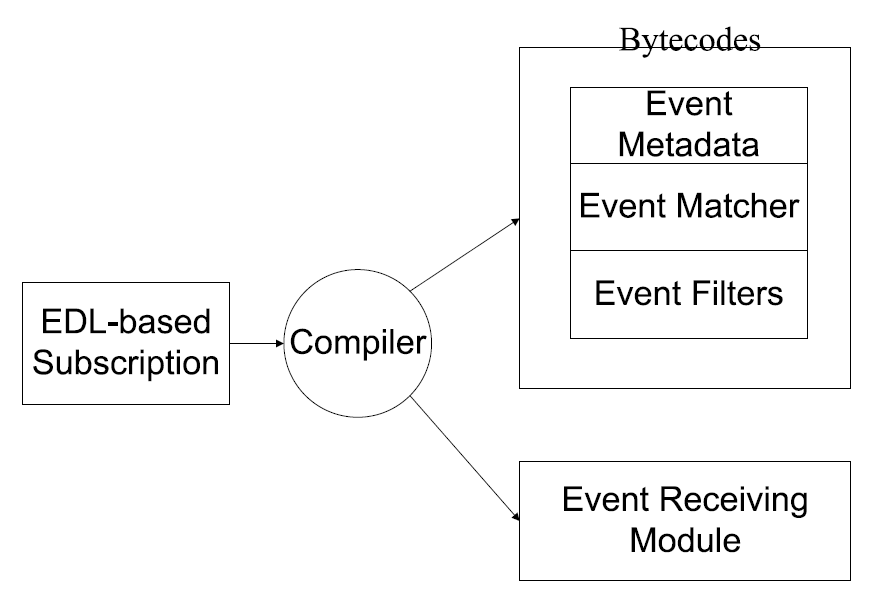 Bytecodes
Event
Metadata
Event Matcher
Event Filters
EDL-based
Subscription
Compiler
Event Receiving
Module